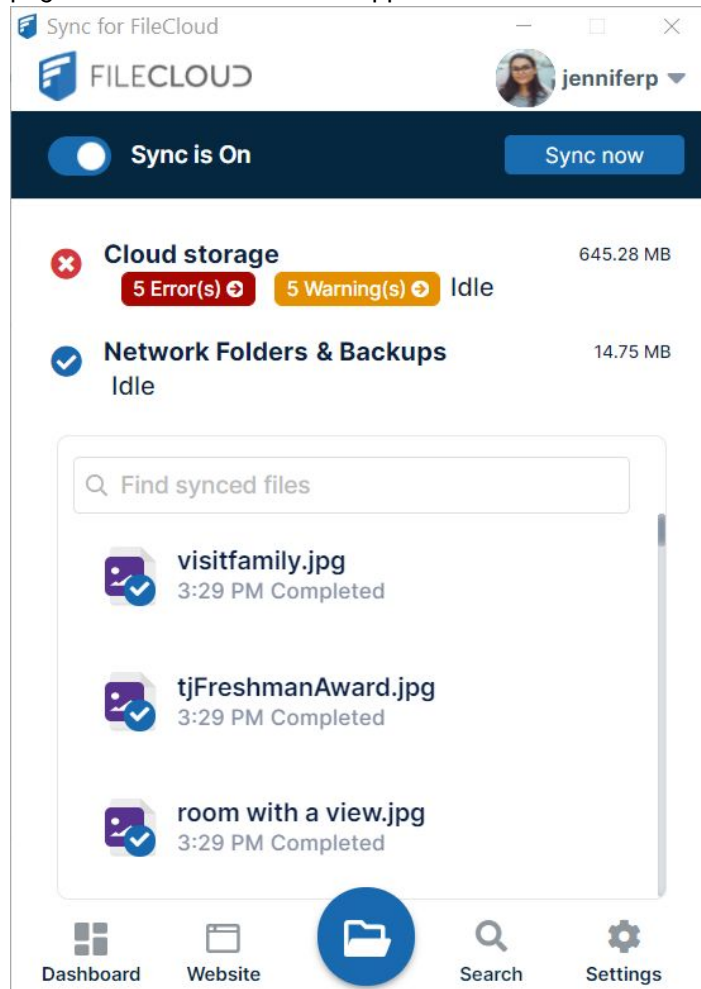 Sync for FileCloud
FILECLOUD
jenniferp
Sync is On
Sync now
Cloud storage
645.28 MB
5 Error(s)
5 Warning(s)
Idle
Network Folders & Backups
14.75 MB
Idle
Find synced files
visitfamily.jpg
3:29 PM Completed
tjFreshmanAward.jpg
3:29 PM Completed
room with a view.jpg
3:29 PM Completed
Dashboard
Website
Search
Settings